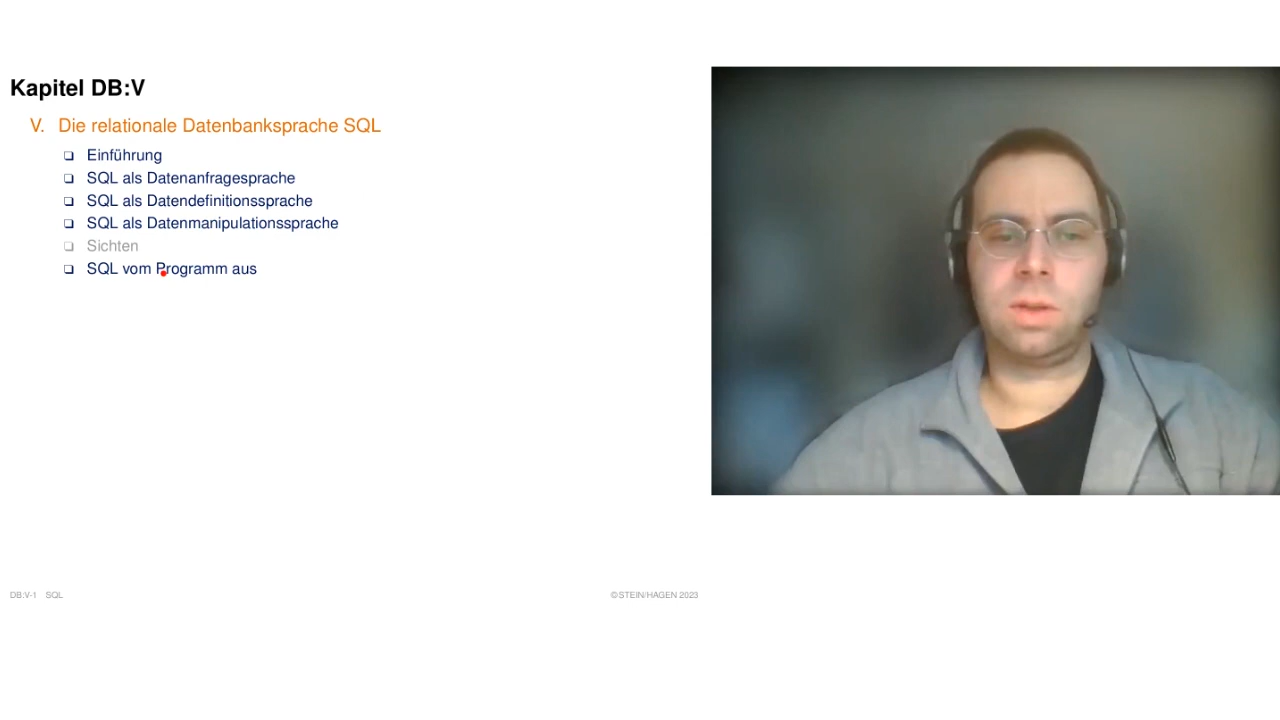 Kapitel DB:V
V. Die relationale Datenbanksprache SQL
❑ Einführung
❑ SQL als Datenanfragesprache
❑ SQL als Datendefinitionssprache
❑ SQL als Datenmanipulationssprache
❑ Sichten
❑ SQL vom Programm aus
DB:V-1 SQL
©STEIN/HAGEN 2023